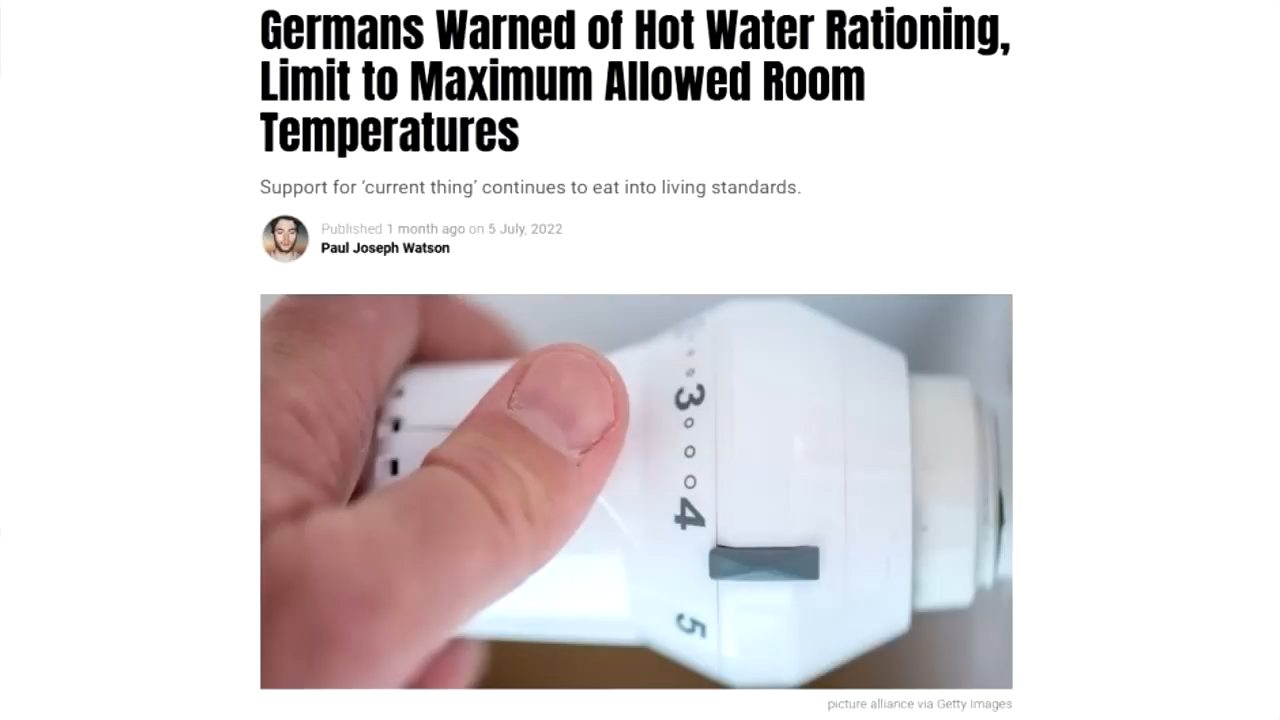 Germans Warned of Hot Water Rationing,
Limit to Maximum Allowed Room
Temperatures
Support for ‘current thing’ continues to eat into living standards.
Published 1 month ago on 5 July, 2022
Paul Joseph Watson
3
4
5
picture alliance via Getty Images